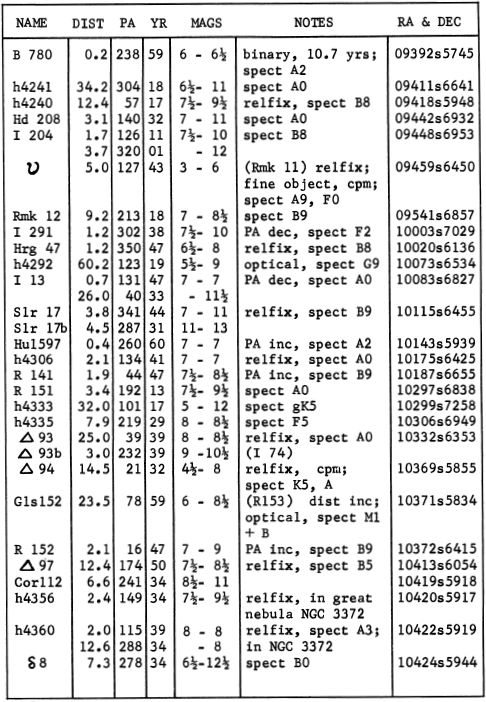 NAME DIST PA YR MAGS NOTES RA & DEC
B 780 0.2 238 59 6 - 6½ binary, 10.7 yrs; 09392s5745
spect A2
h4241 34.2 304 18 6½- 11 spect A0 09411s6641
h4240 12.4 57 17 7½- 9½ relfix, spect B8 09418s5948
Hd 208 3.1 140 32 7 - 11 spect A0 09442s6932
I 204 1.7 126 11 7½- 10 spect B8 09448s6953
3.7 320 01 - 12
υ 5.0 127 43 3 - 6 (Rmk 11) relfix; 09459s6450
fine object, cpm;
spect A9, F0
Rmk 12 9.2 213 18 7 - 8½ spect B9 09541s6857
I 291 1.2 302 38 7½- 10 PA dec, spect F2 10003s7029
Hrg 47 1.2 350 47 6½- 8 relfix, spect B8 10020s6136
h4292 60.2 123 19 5½- 9 optical, spect G9 10073s6534
I 13 0.7 131 47 7 - 7 PA dec, spect A0 10083s6827
26.0 40 33 - 11½
Slr 17 3.8 341 44 7 - 11 relfix, spect B9 10115s6455
Slr 17b 4.5 287 31 11- 13
Hu1597 0.4 260 60 7 - 7 PA inc, spect A2 10143s5939
h4306 2.1 134 41 7 - 7 relfix, spect A0 10175s6425
R 141 1.9 44 47 7½- 8½ PA inc, spect B9 10187s6655
R 151 3.4 192 13 7½- 9½ spect A0 10297s6838
h4333 32.0 101 17 5 - 12 spect gK5 10299s7258
h4335 7.9 219 29 8 - 8½ spect F5 10306s6949
Δ 93 25.0 39 39 8 - 8½ relfix, spect A0 10332s6353
Δ 93b 3.0 232 39 9 -10½ (I 74)
Δ 94 14.5 21 32 4½- 8 relfix, cpm; 10369s5855
spect K5, A
Gls152 23.5 78 59 6 - 8½ (R153) dist inc; 10371s5834
optical, spect M1
+ B
R 152 2.1 16 47 7 - 9 PA inc, spect B9 10372s6415
Δ 97 12.4 174 50 7½- 8½ relfix, spect B5 10413s6054
Cor112 6.6 241 34 8½- 11 10419s5918
h4356 2.4 149 34 7½- 9½ relfix, in great 10420s5917
nebula NGC 3372
h4360 2.0 115 39 8 - 8 relfix, spect A3; 10422s5919
12.6 288 34 - 8 in NGC 3372
δ 8 7.3 278 34 6½-12½ spect B0 10424s5944